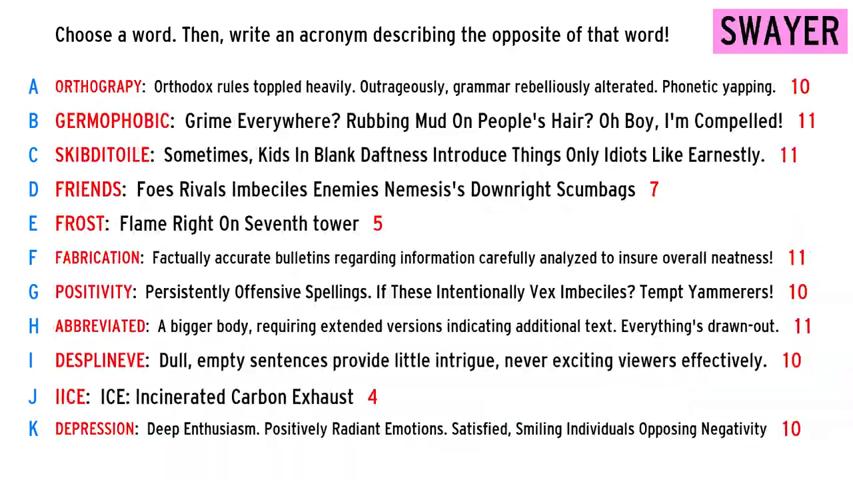 Choose a word. Then, write an acronym describing the opposite of that word!
SWAYER
A ORTHOGRAPY: Orthodox rules toppled heavily. Outrageously, grammar rebelliously alterated. Phonetic yapping. 10
B GERMOPHOBIC: Grime Everywhere? Rubbing Mud On People's Hair? Oh Boy, I'm Compelled! 11
C SKIBDITOILE: Sometimes, Kids In Blank Daftness Introduce Things Only Idiots Like Earnestly. 11
D FRIENDS: Foes Rivals Imbeciles Enemies Nemesis's Downright Scumbags 7
E FROST: Flame Right On Seventh tower 5
F FABRICATION: Factually accurate bulletins regarding information carefully analyzed to insure overall neatness! 11
G POSITIVITY: Persistently Offensive Spellings. If These Intentionally Vex Imbeciles? Tempt Yammerers! 10
H ABBREVIATED: A bigger body, requiring extended versions indicating additional text. Everything's drawn-out. 11
I DESPLINEVE: Dull, empty sentences provide little intrigue, never exciting viewers effectively. 10
J IICE: ICE: Incinerated Carbon Exhaust 4
K DEPRESSION: Deep Enthusiasm. Positively Radiant Emotions. Satisfied, Smiling Individuals Opposing Negativity 10